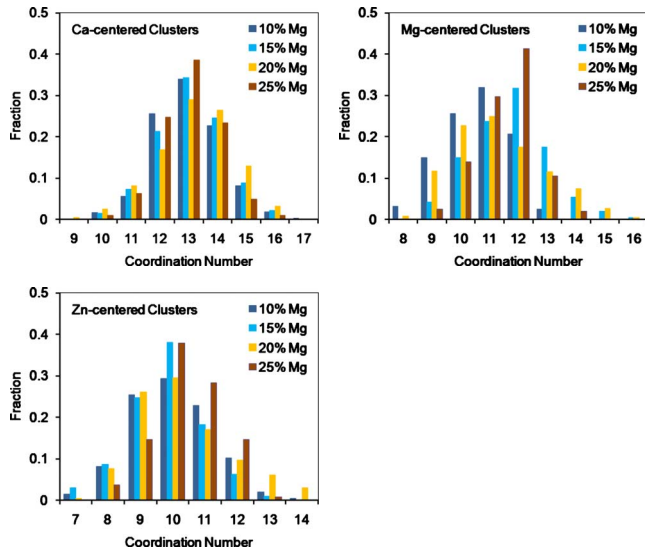 Ca-centered Clusters
10% Mg
15% Mg
20% Mg
25% Mg
0.5
0.4
0.3
0.2
0.1
0
Fraction
9 10 11 12 13 14 15 16 17
Coordination Number
Mg-centered Clusters
10% Mg
15% Mg
20% Mg
25% Mg
0.5
0.4
0.3
0.2
0.1
0
Fraction
8 9 10 11 12 13 14 15 16
Coordination Number
Zn-centered Clusters
10% Mg
15% Mg
20% Mg
25% Mg
0.5
0.4
0.3
0.2
0.1
0
Fraction
7 8 9 10 11 12 13 14
Coordination Number